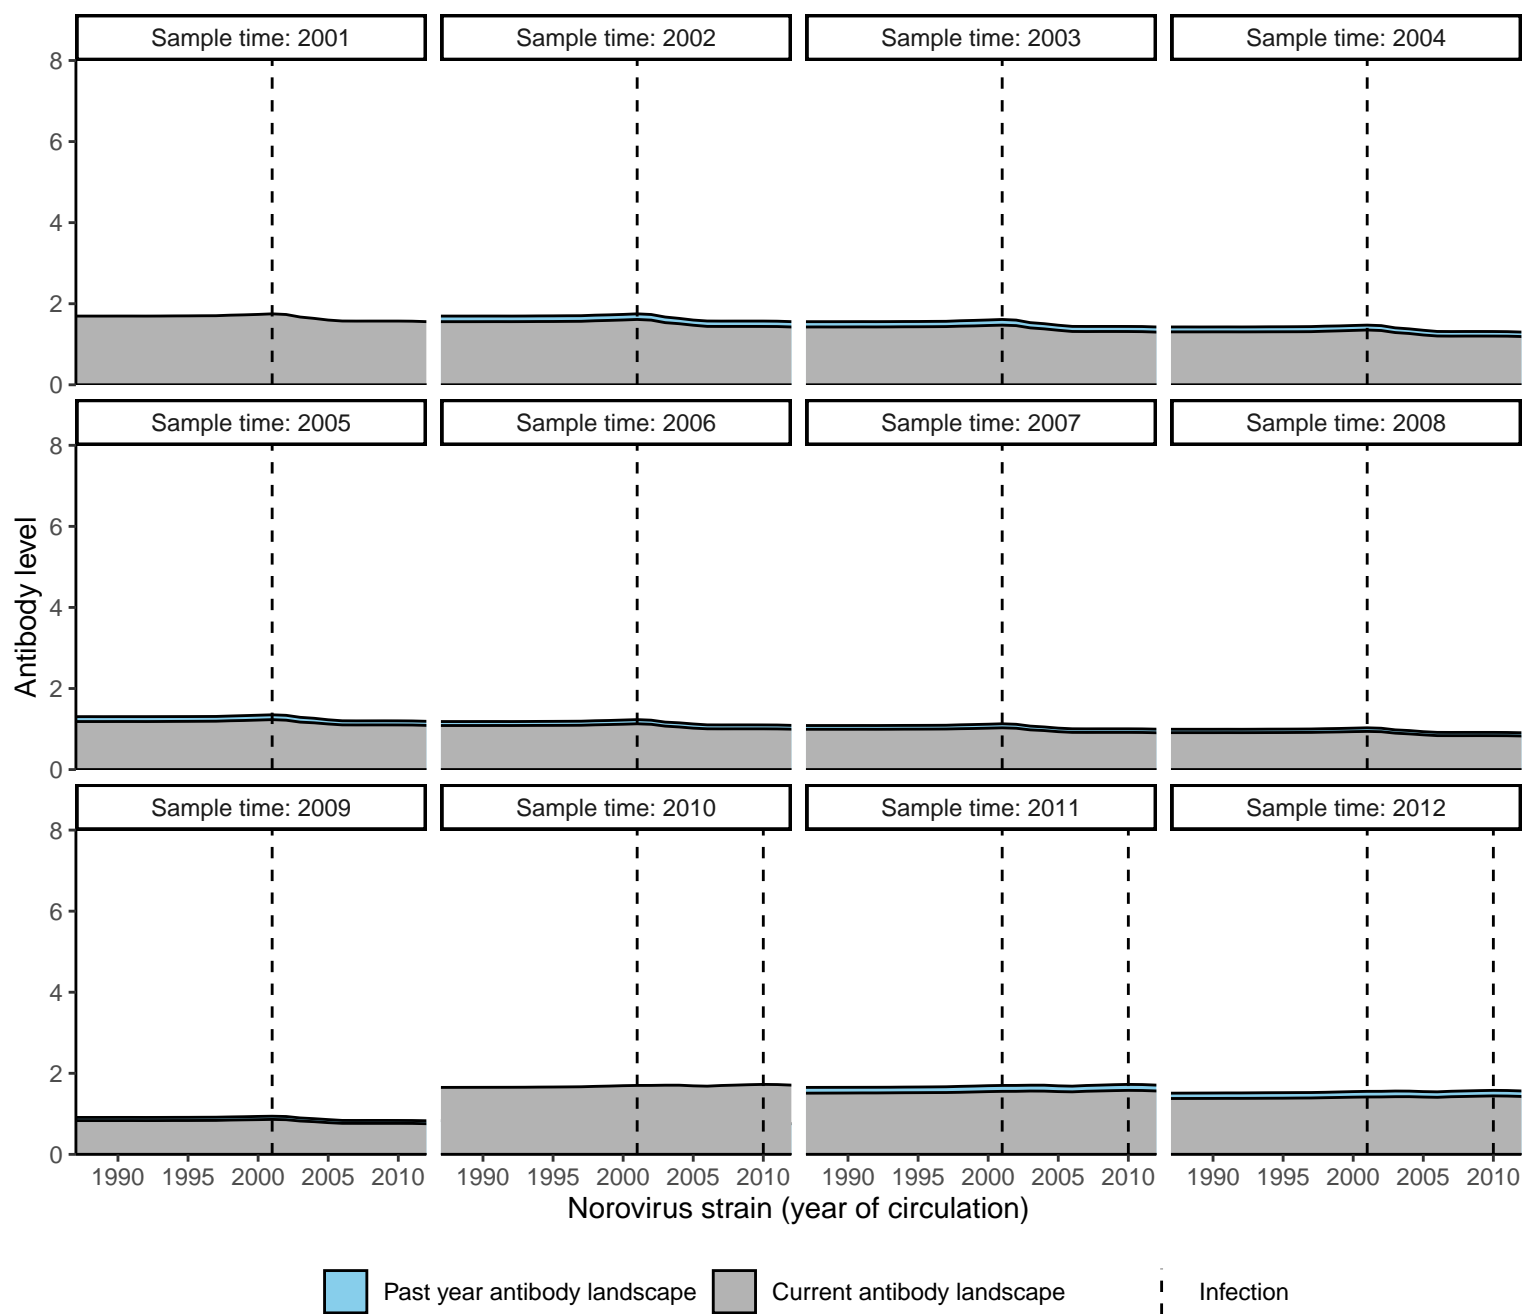 Sample time: 2001 Sample time: 2002 Sample time: 2003 Sample time: 2004
8
6
4
2
0
Sample time: 2005 Sample time: 2006 Sample time: 2007 Sample time: 2008
8
6
4
2
0
Antibody level
Sample time: 2009 Sample time: 2010 Sample time: 2011 Sample time: 2012
8
6
4
2
0
1990 1995 2000 2005 2010 1990 1995 2000 2005 2010 1990 1995 2000 2005 2010 1990 1995 2000 2005 2010
Norovirus strain (year of circulation)
Past year antibody landscape Current antibody landscape Infection